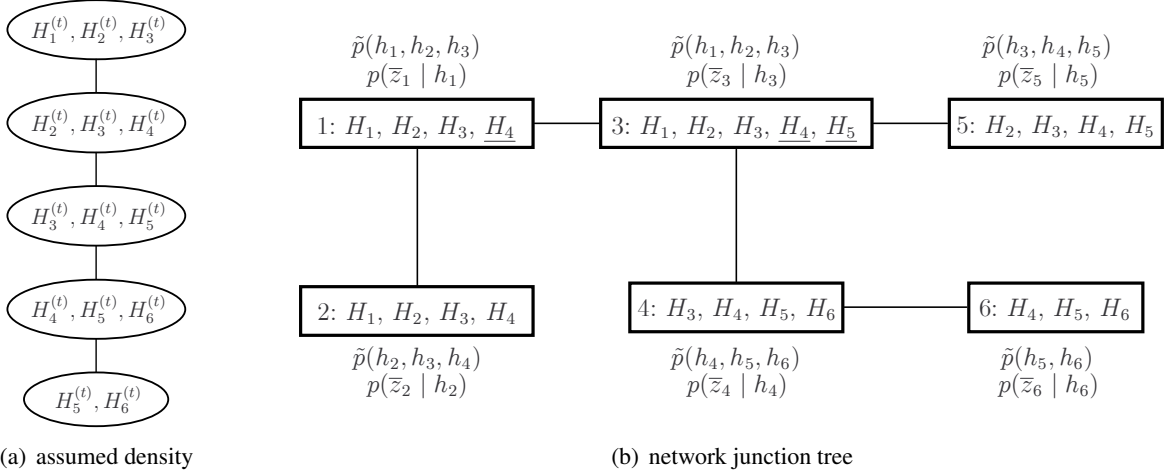 H_1^{(t)}, H_2^{(t)}, H_3^{(t)}
H_2^{(t)}, H_3^{(t)}, H_4^{(t)}
H_3^{(t)}, H_4^{(t)}, H_5^{(t)}
H_4^{(t)}, H_5^{(t)}, H_6^{(t)}
H_5^{(t)}, H_6^{(t)}
(a) assumed density
p̃(h_1, h_2, h_3)
p(z̅_1 | h_1)
1: H_1, H_2, H_3, H_4
p̃(h_1, h_2, h_3)
p(z̅_3 | h_3)
3: H_1, H_2, H_3, H_4, H_5
p̃(h_3, h_4, h_5)
p(z̅_5 | h_5)
5: H_2, H_3, H_4, H_5
2: H_1, H_2, H_3, H_4
p̃(h_2, h_3, h_4)
p(z̅_2 | h_2)
4: H_3, H_4, H_5, H_6
p̃(h_4, h_5, h_6)
p(z̅_4 | h_4)
6: H_4, H_5, H_6
p̃(h_5, h_6)
p(z̅_6 | h_6)
(b) network junction tree